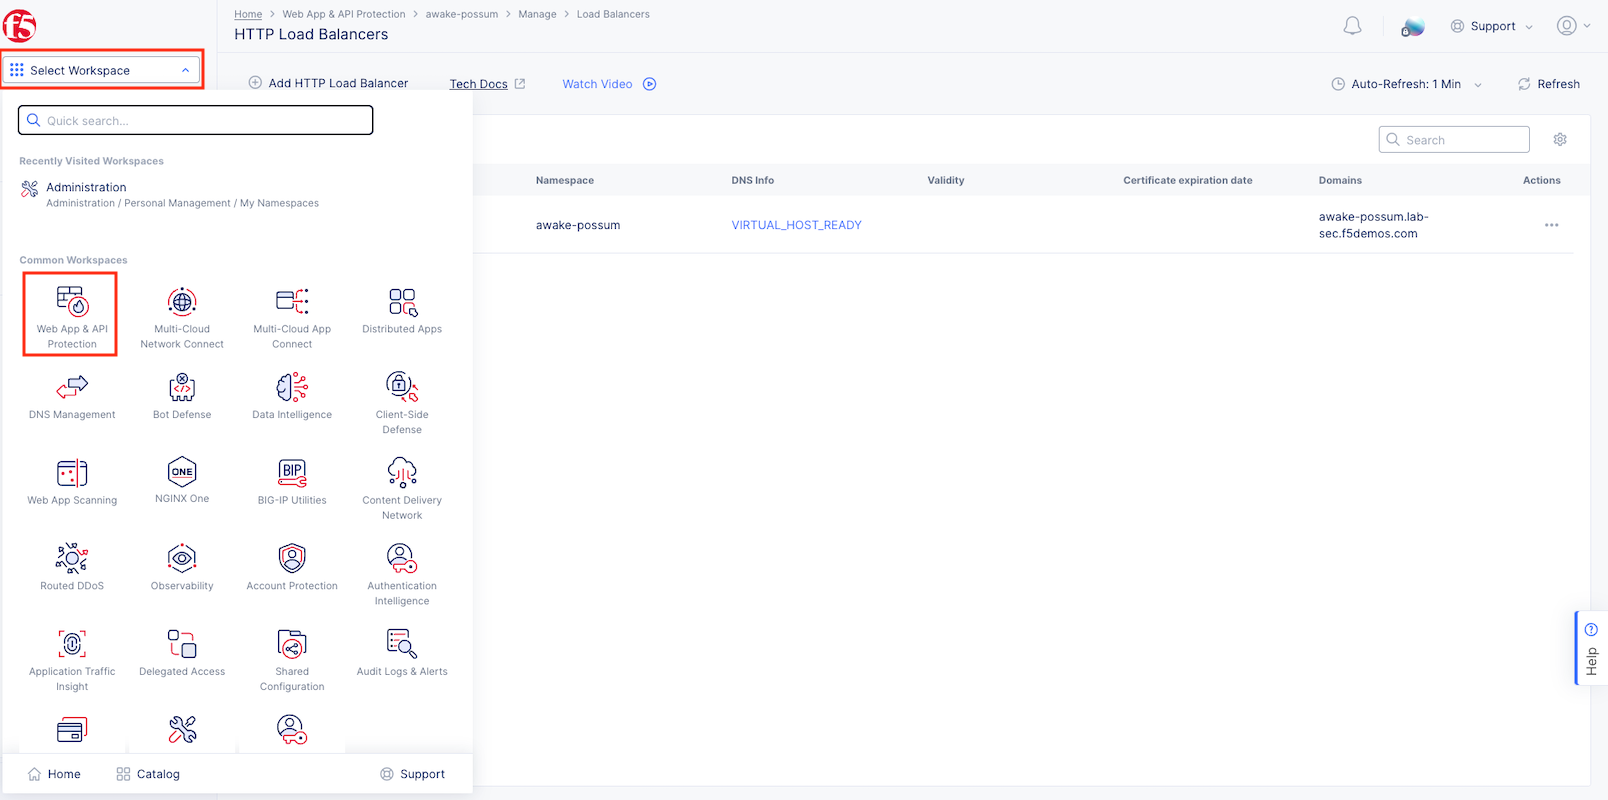 f5
Home > Web App & API Protection > awake-possum > Manage > Load Balancers
HTTP Load Balancers
Support
Select Workspace
Add HTTP Load Balancer
Tech Docs
Watch Video
Auto-Refresh: 1 Min
Refresh
Quick search...
Search
Recently Visited Workspaces
Administration
Administration / Personal Management / My Namespaces
Namespace
DNS Info
Validity
Certificate expiration date
Domains
Actions
awake-possum
VIRTUAL_HOST_READY
awake-possum.lab-
sec.f5demos.com
Common Workspaces
Web App & API
Protection
Multi-Cloud
Network Connect
Multi-Cloud App
Connect
Distributed Apps
DNS Management
Bot Defense
Data Intelligence
Client-Side
Defense
Web App Scanning
ONE
NGINX One
BIP
BIG-IP Utilities
Content Delivery
Network
Routed DDoS
Observability
Account Protection
Authentication
Intelligence
Application Traffic
Insight
Delegated Access
Shared
Configuration
Audit Logs & Alerts
Help
Home
Catalog
Support